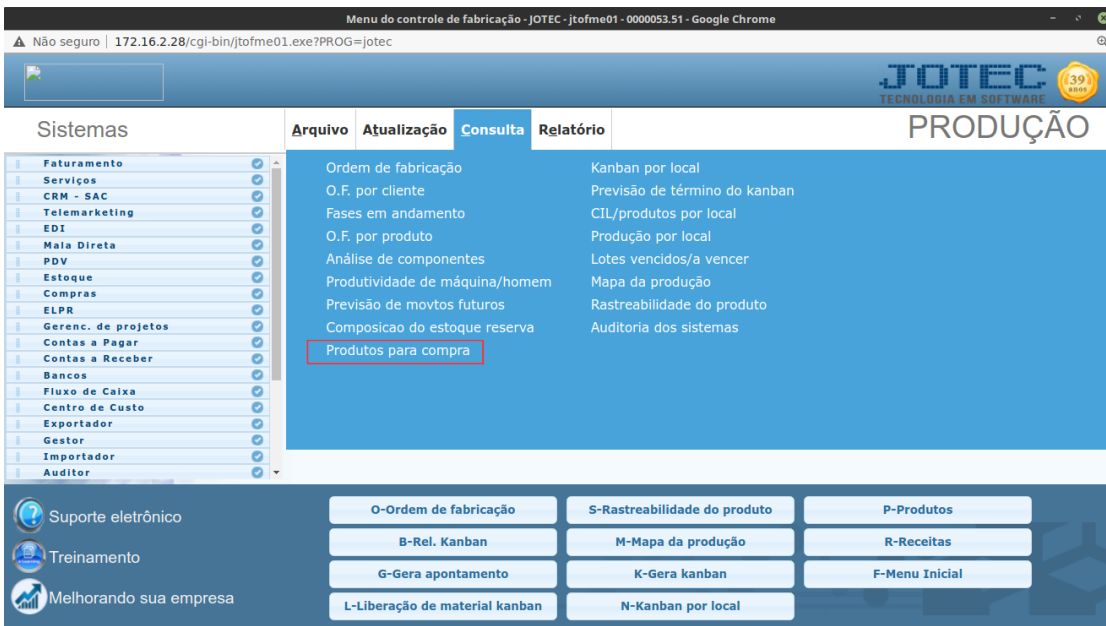 Menu do controle de fabricação - JOTEC - jtofme01 - 0000053.51 - Google Chrome
Não seguro | 172.16.2.28/cgi-bin/jtofme01.exe?PROG=jotec
JOTEC
TECNOLOGIA EM SOFTWARE
39
anos
Sistemas
Arquivo Atualização Consulta Relatório
PRODUÇÃO
Faturamento
Serviços
CRM - SAC
Telemarketing
EDI
Mala Direta
PDV
Estoque
Compras
ELPR
Gerenc. de projetos
Contas a Pagar
Contas a Receber
Bancos
Fluxo de Caixa
Centro de Custo
Exportador
Gestor
Importador
Auditor
Ordem de fabricação
O.F. por cliente
Fases em andamento
O.F. por produto
Análise de componentes
Produtividade de máquina/homem
Previsão de movtos futuros
Composicao do estoque reserva
Produtos para compra
Kanban por local
Previsão de término do kanban
CIL/produtos por local
Produção por local
Lotes vencidos/a vencer
Mapa da produção
Rastreabilidade do produto
Auditoria dos sistemas
Suporte eletrônico
Treinamento
Melhorando sua empresa
O-Ordem de fabricação
S-Rastreabilidade do produto
P-Produtos
B-Rel. Kanban
M-Mapa da produção
R-Receitas
G-Gera apontamento
K-Gera kanban
F-Menu Inicial
L-Liberação de material kanban
N-Kanban por local